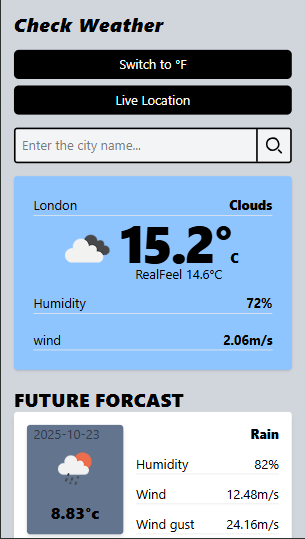 Check Weather
Switch to °F
Live Location
Enter the city name...
London Clouds
15.2° c
RealFeel 14.6°C
Humidity 72%
wind 2.06m/s
FUTURE FORCAST
2025-10-23 Rain
Humidity 82%
Wind 12.48m/s
8.83°c
Wind gust 24.16m/s